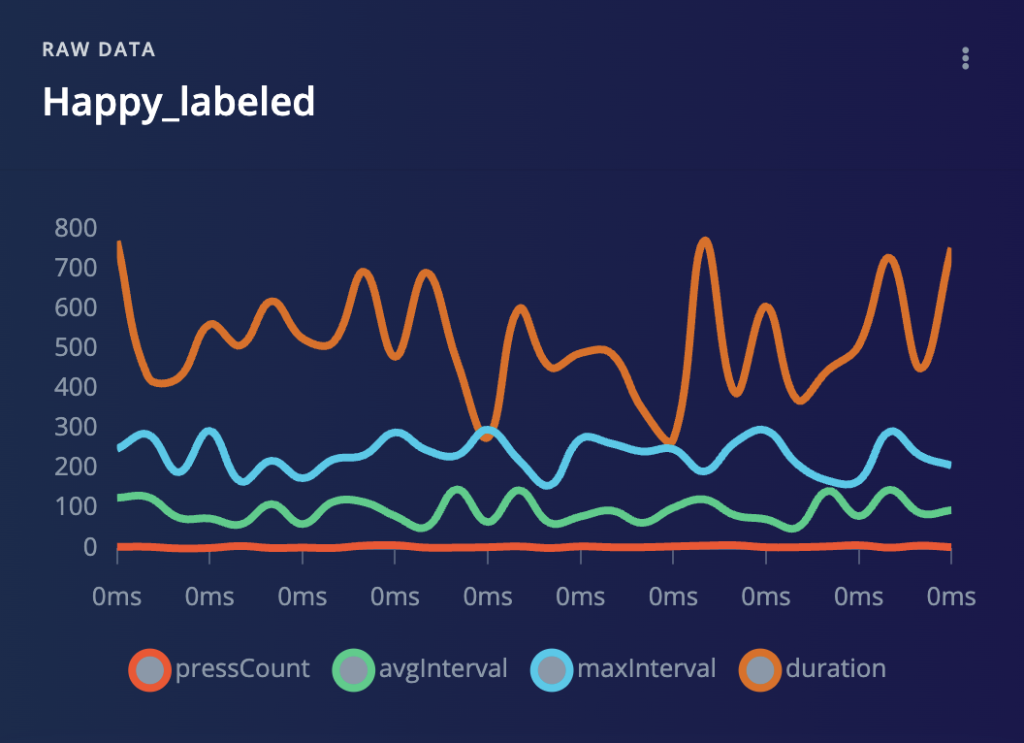 RAW DATA
Happy_labeled
800
700
600
500
400
300
200
100
0
0ms 0ms 0ms 0ms 0ms 0ms 0ms 0ms 0ms 0ms
pressCount avgInterval maxInterval duration